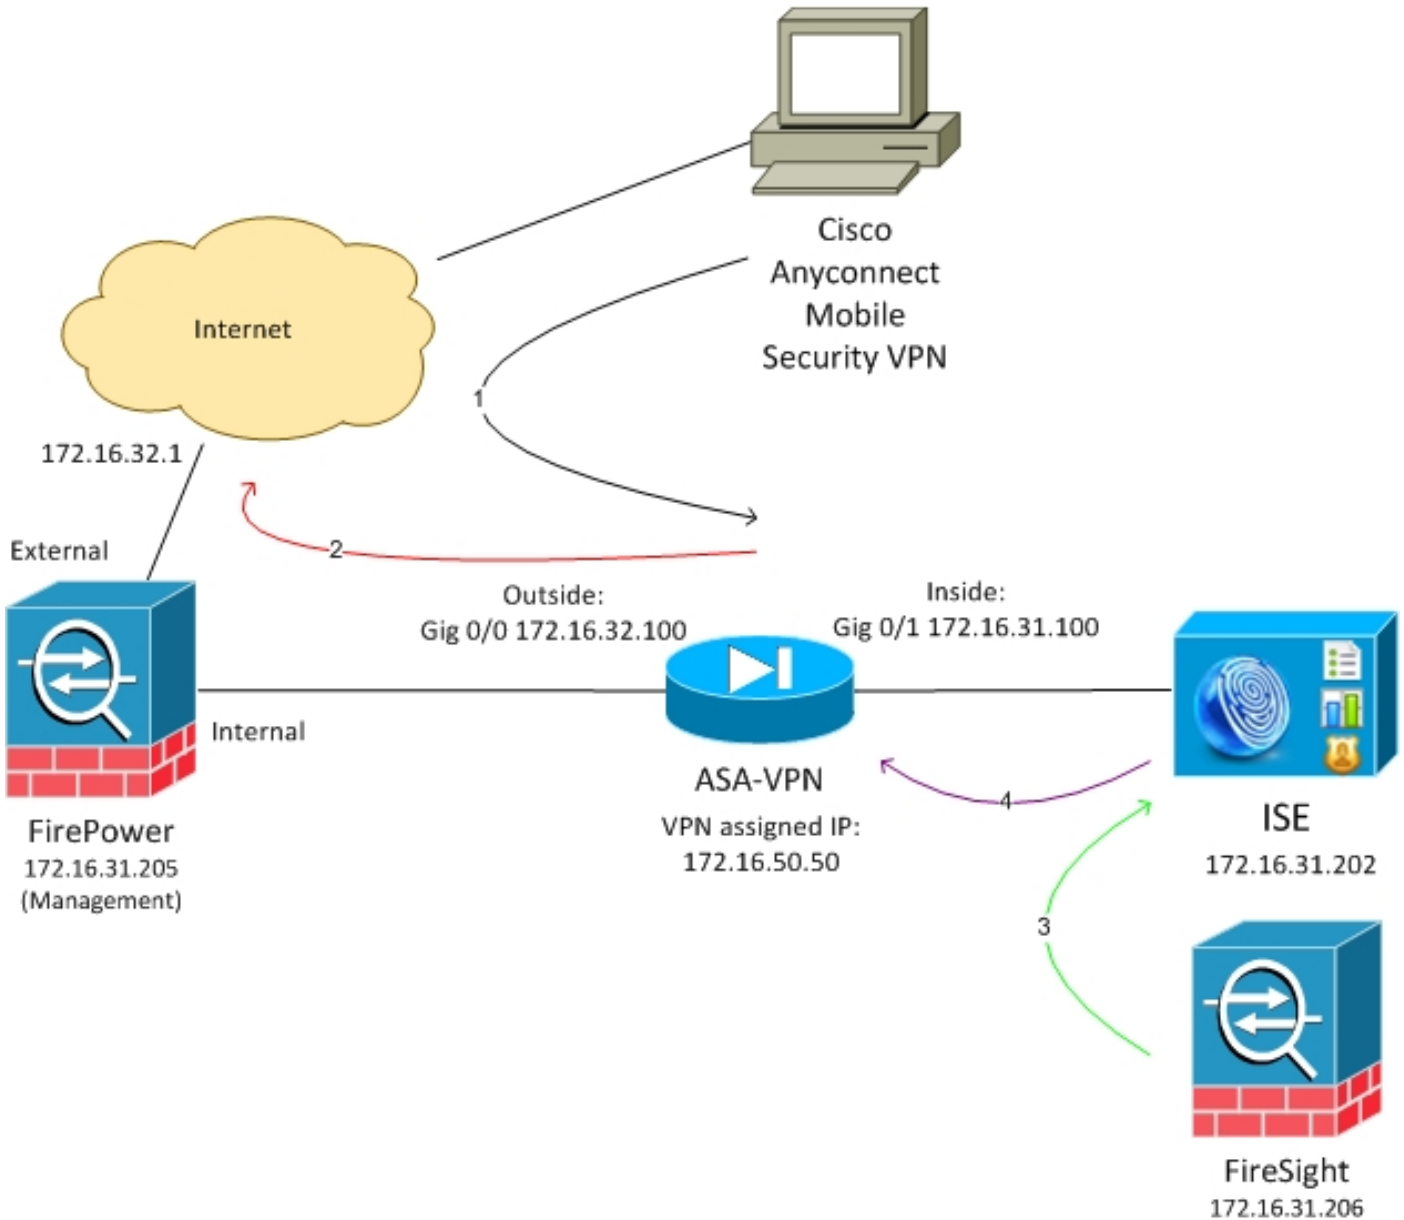 Cisco
Anyconnect
Mobile
Security VPN
Internet
1
172.16.32.1
External
2
Outside:
Gig 0/0 172.16.32.100
Inside:
Gig 0/1 172.16.31.100
Internal
FirePower
172.16.31.205
(Management)
ASA-VPN
VPN assigned IP:
172.16.50.50
4
ISE
172.16.31.202
3
FireSight
172.16.31.206